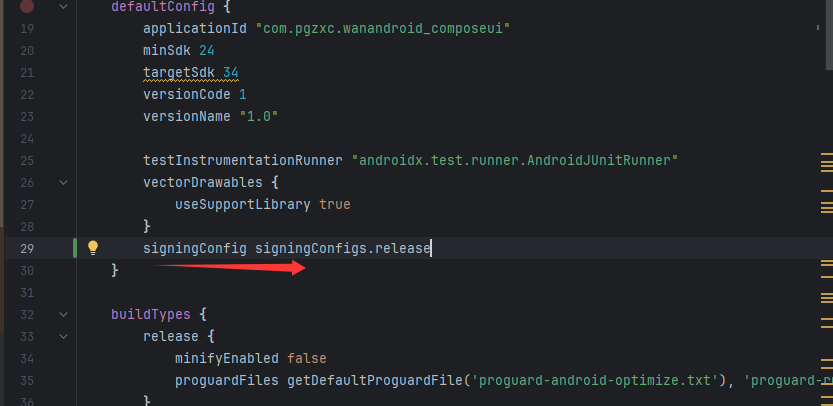 defaultConfig {
19 applicationId "com.pgzxc.wanandroid_composeui"
20 minSdk 24
21 targetSdk 34
22 versionCode 1
23 versionName "1.0"
24
25 testInstrumentationRunner "androidx.test.runner.AndroidJUnitRunner"
26 vectorDrawables {
27 useSupportLibrary true
28 }
29 signingConfig signingConfigs.release
30 }
31
32 buildTypes {
33 release {
34 minifyEnabled false
35 proguardFiles getDefaultProguardFile('proguard-android-optimize.txt'), 'proguard-r
36 }